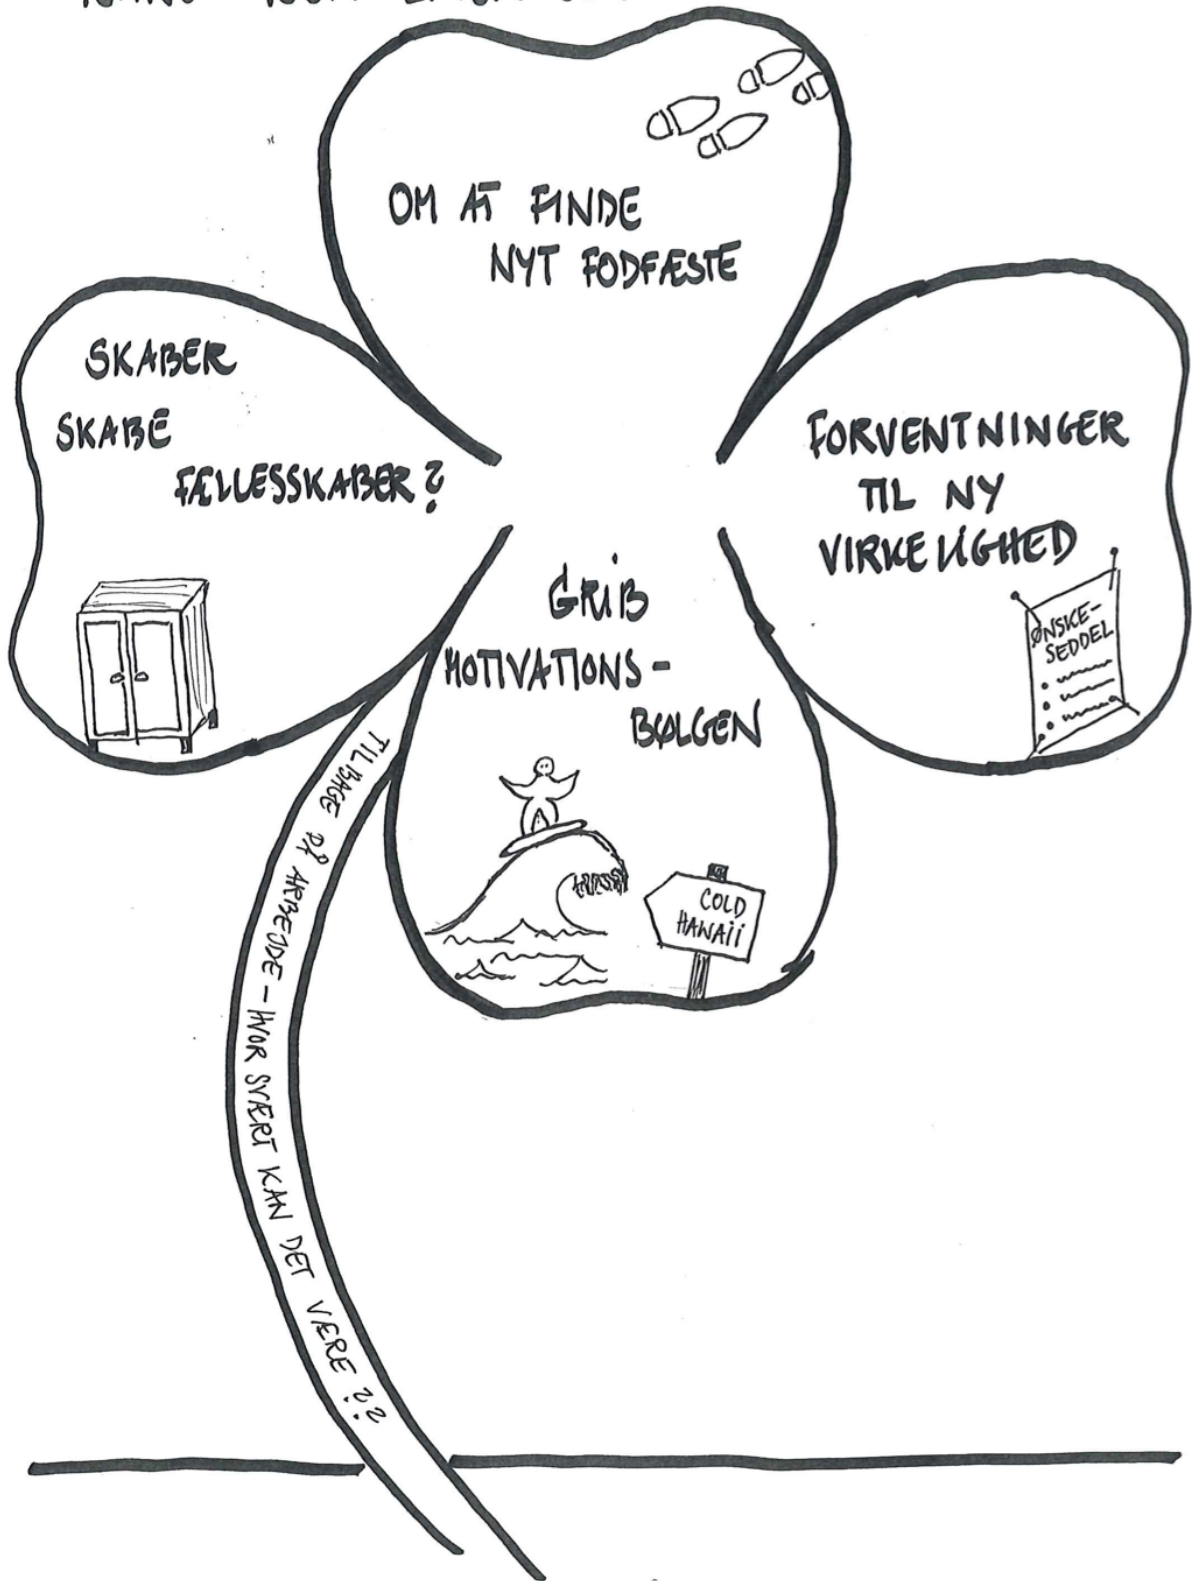 OM AT FINDE
NYT FODFÆSTE
SKABER
SKABE
FÆLLESSKABER?
FORVENTNINGER
TIL NY
VIRKELIGHED
ØNSKE-
SEDDEL
GRIB
MOTIVATIONS-
BØLGEN
COLD
HAWAII
TILBAGE PÅ ARBEJDE - HVOR SVÆRT KAN DET VÆRE??